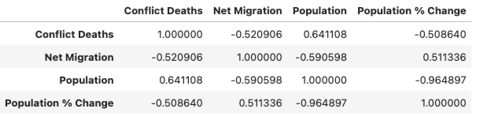 Conflict Deaths Net Migration Population Population % Change
Conflict Deaths 1.000000 -0.520906 0.641108 -0.508640
Net Migration -0.520906 1.000000 -0.590598 0.511336
Population 0.641108 -0.590598 1.000000 -0.964897
Population % Change -0.508640 0.511336 -0.964897 1.000000